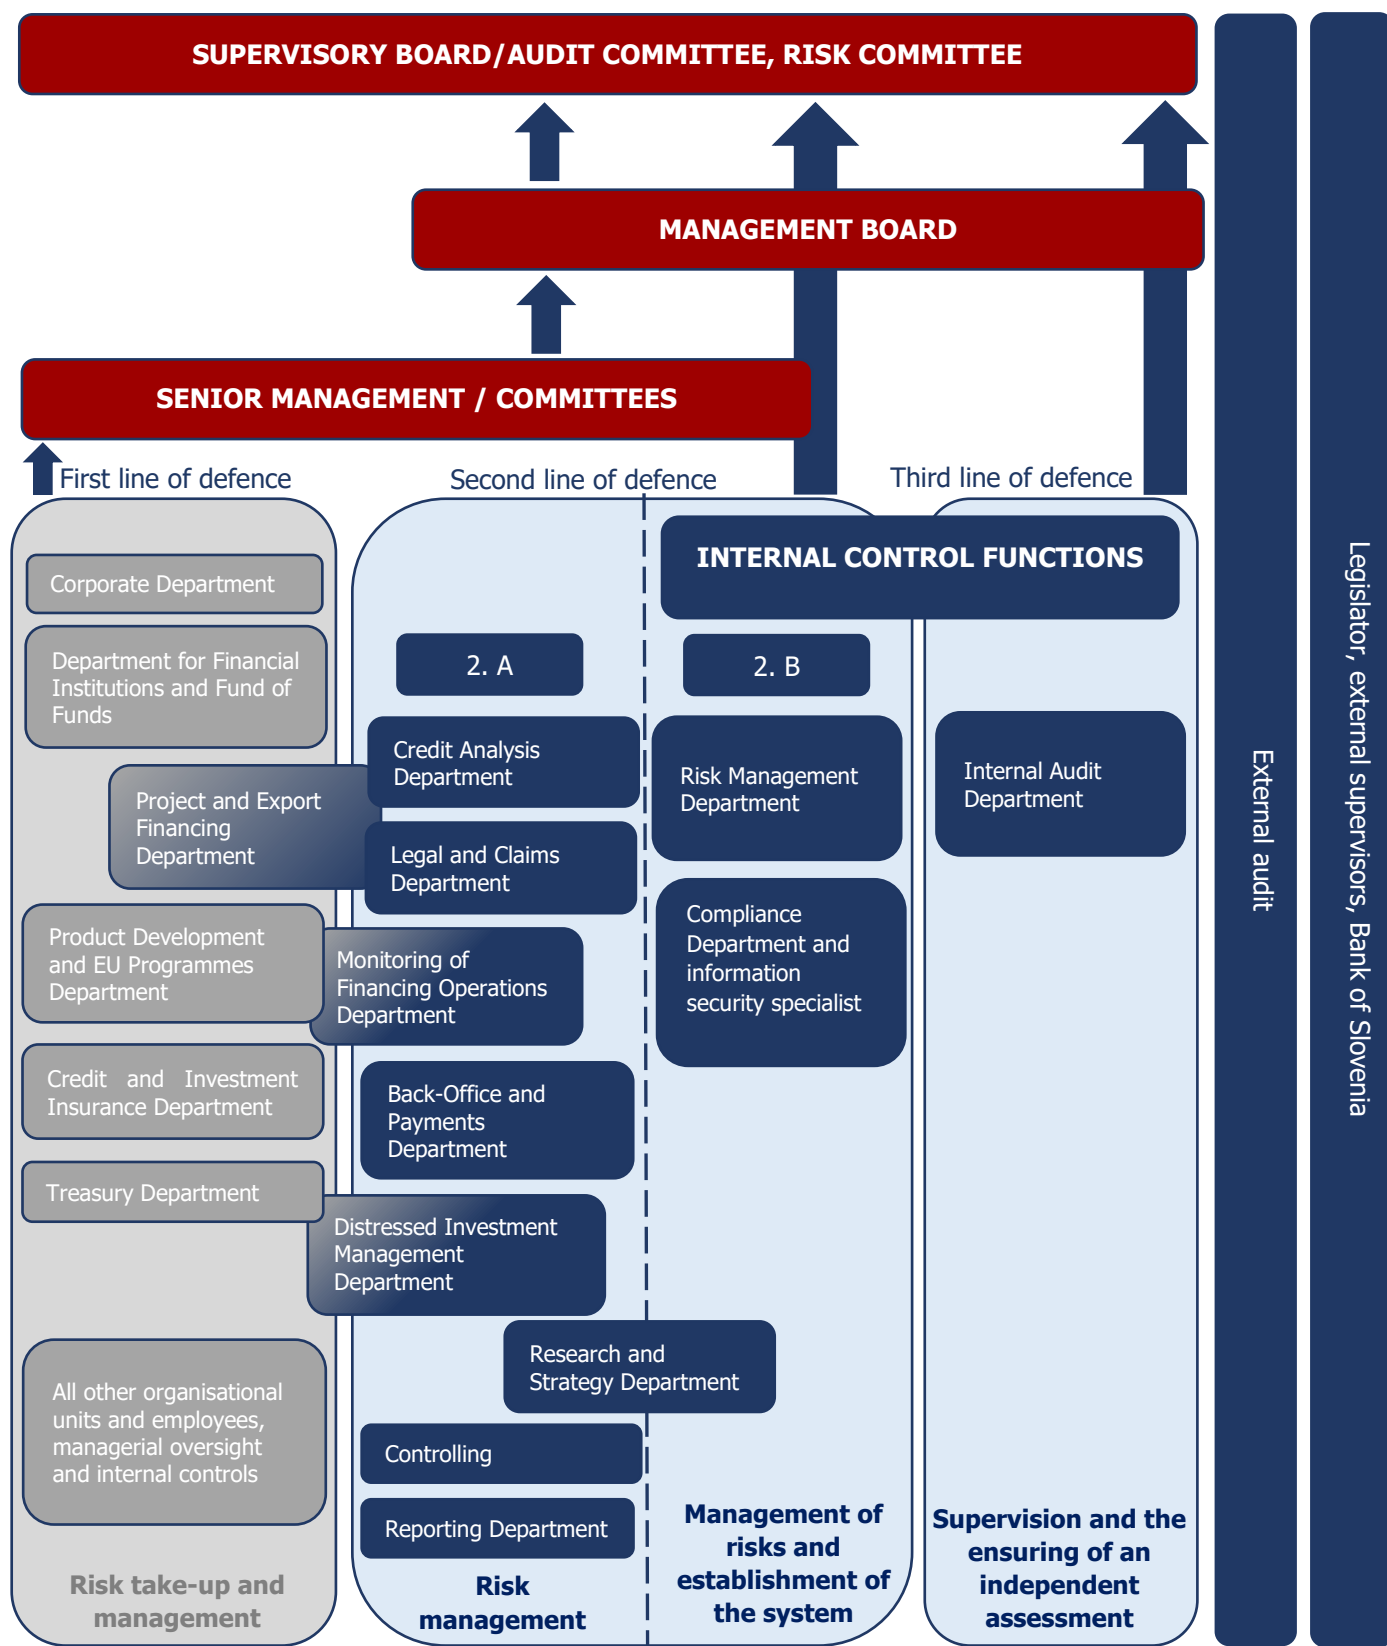 SUPERVISORY BOARD/AUDIT COMMITTEE, RISK COMMITTEE
MANAGEMENT BOARD
SENIOR MANAGEMENT / COMMITTEES
First line of defence
Second line of defence
Third line of defence
INTERNAL CONTROL FUNCTIONS
Corporate Department
Department for Financial
Institutions and Fund of
Funds
Project and Export
Financing
Department
Product Development
and EU Programmes
Department
Credit and Investment
Insurance Department
Treasury Department
All other organisational
units and employees,
managerial oversight
and internal controls
Risk take-up and
management
2. A
Credit Analysis
Department
Legal and Claims
Department
Monitoring of
Financing Operations
Department
Back-Office and
Payments
Department
Distressed Investment
Management
Department
Research and
Strategy Department
Controlling
Reporting Department
Risk
management
2. B
Risk Management
Department
Compliance
Department and
information
security specialist
Management of
risks and
establishment of
the system
Internal Audit
Department
Supervision and the
ensuring of an
independent
assessment
External audit
Legislator, external supervisors, Bank of Slovenia